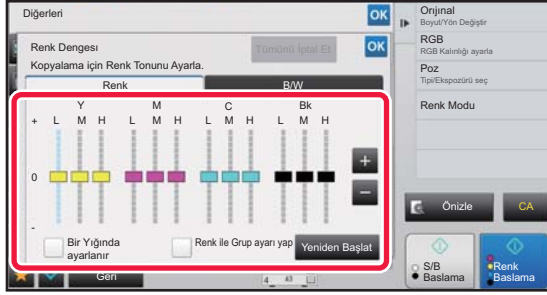 Diğerleri
OK
Renk Dengesi
Tümünü İptal Et
OK
Kopyalama için Renk Tonunu Ayarla.
Renk
B/W
Y M C Bk
+ L M H L M H L M H L M H
+
0
-
-
Bir Yığında
ayarlanır
Renk ile Grup ayarı yap
Yeniden Başlat
Geri
Orijinal
Boyut/Yön Değiştir
RGB
RGB Kalınlığı ayarla
Poz
Tipi/Ekspozürü seç
Renk Modu
Önizle
CA
S/B
Baslama
Renk
Baslama